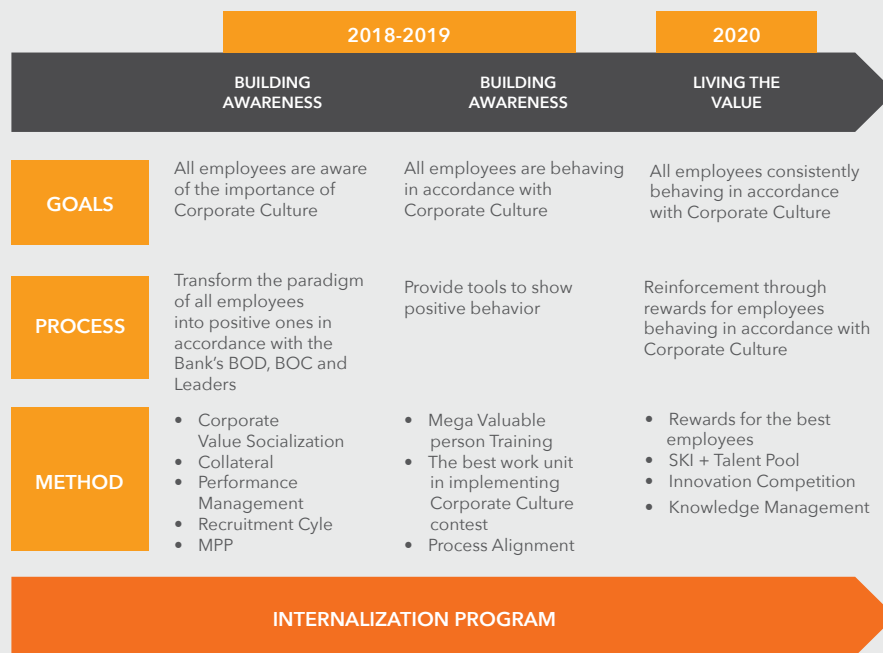 2018-2019
2020
BUILDING
AWARENESS
BUILDING
AWARENESS
LIVING THE
VALUE
GOALS
All employees are aware
of the importance of
Corporate Culture
All employees are behaving
in accordance with
Corporate Culture
All employees consistently
behaving in accordance
with Corporate Culture
PROCESS
Transform the paradigm
of all employees
into positive ones in
accordance with the
Bank's BOD, BOC and
Leaders
Provide tools to show
positive behavior
Reinforcement through
rewards for employees
behaving in accordance with
Corporate Culture
METHOD
• Corporate
Value Socialization
• Collateral
• Performance
Management
• Recruitment Cyle
• MPP
• Mega Valuable
person Training
• The best work unit
in implementing
Corporate Culture
contest
• Process Alignment
• Rewards for the best
employees
• SKI + Talent Pool
• Innovation Competition
• Knowledge Management
INTERNALIZATION PROGRAM